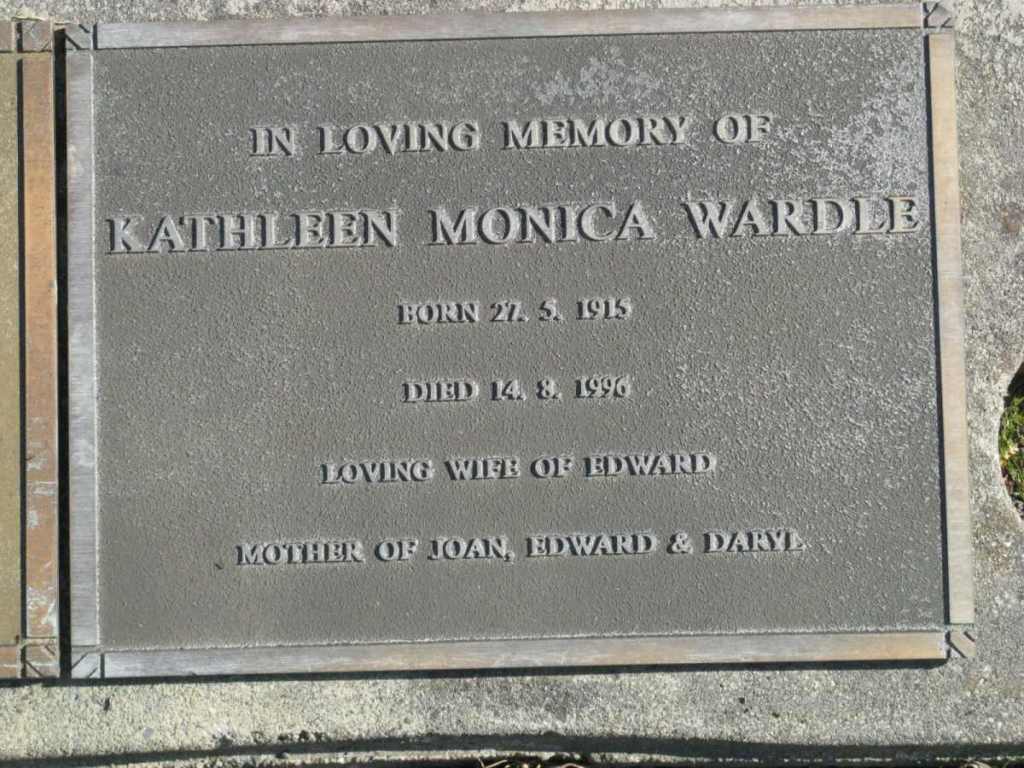 IN LOVING MEMORY OF
KATHLEEN MONICA WARDLE
BORN 27. 5. 1915
DIED 14. 8. 1996
LOVING WIFE OF EDWARD
MOTHER OF JOAN, EDWARD & DARYL